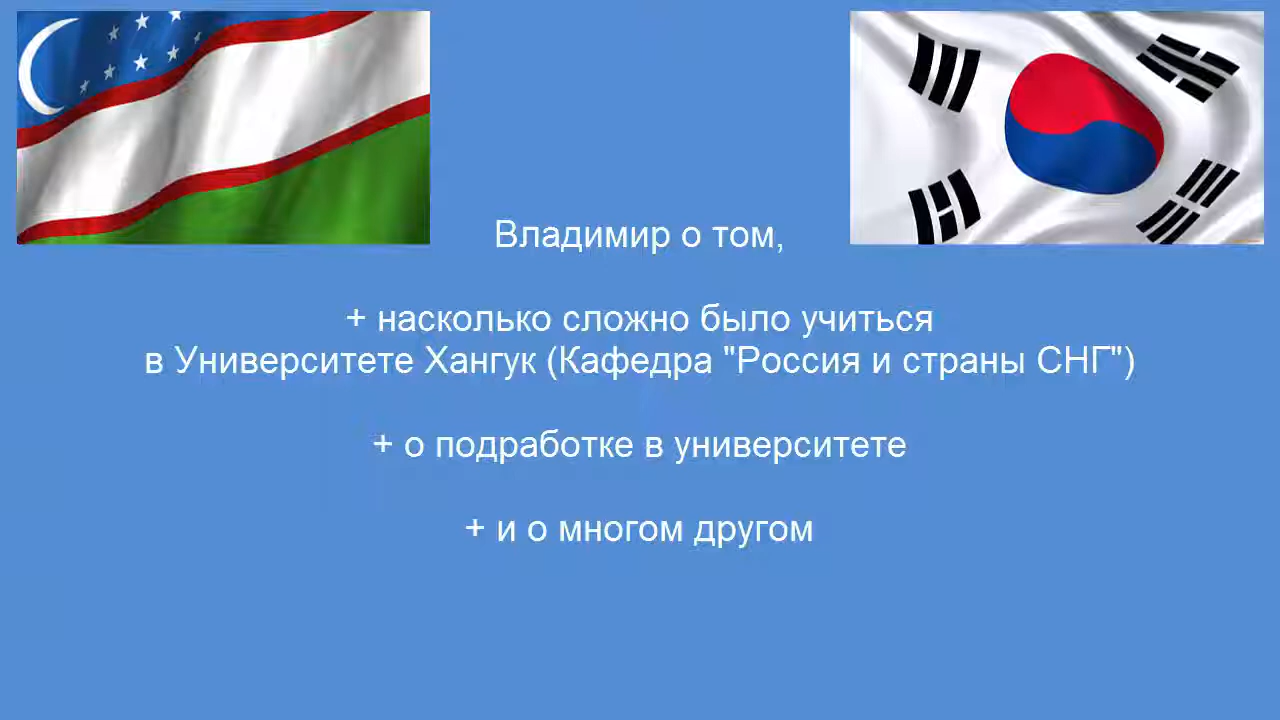 Владимир о том,
+ насколько сложно было учиться
в Университете Хангук (Кафедра "Россия и страны СНГ")
+ о подработке в университете
+ и о многом другом